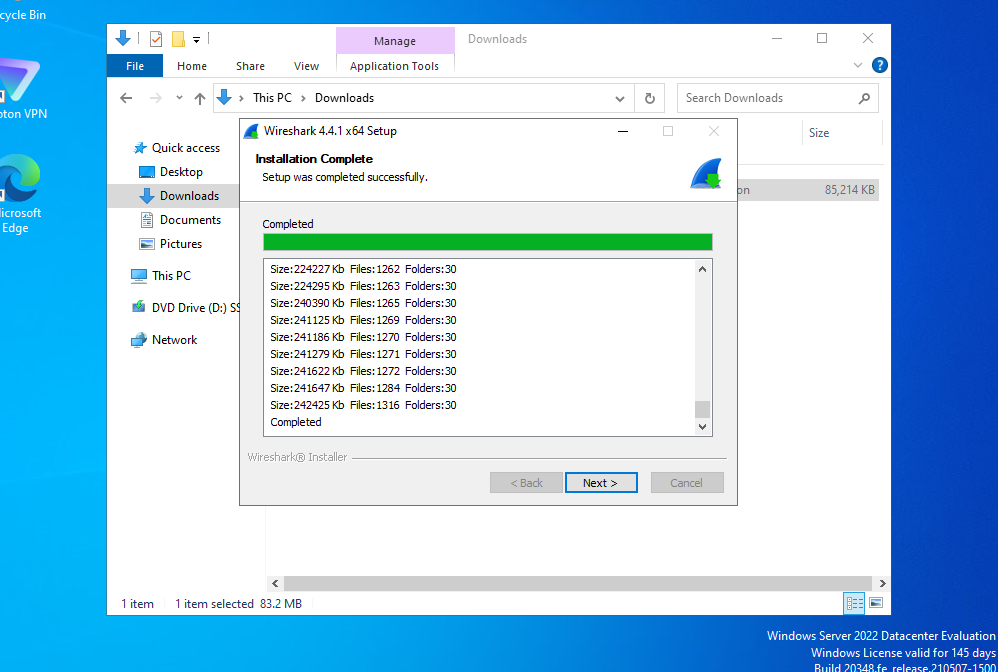 cycle Bin
oton VPN
icrosoft
Edge
Manage
Downloads
File
Home
Share
View
Application Tools
This PC
Downloads
Search Downloads
Quick access
Desktop
Downloads
Documents
Pictures
This PC
DVD Drive (D:) SS
Network
Size
on
85,214 KB
Wireshark 4.4.1 x64 Setup
Installation Complete
Setup was completed successfully.
Completed
Size:224227 Kb Files:1262 Folders:30
Size:224295 Kb Files:1263 Folders:30
Size:240390 Kb Files:1265 Folders:30
Size:241125 Kb Files:1269 Folders:30
Size:241186 Kb Files:1270 Folders:30
Size:241279 Kb Files:1271 Folders:30
Size:241622 Kb Files:1272 Folders:30
Size:241647 Kb Files:1284 Folders:30
Size:242425 Kb Files:1316 Folders:30
Completed
Wireshark® Installer
< Back
Next >
Cancel
1 item
1 item selected 83.2 MB
Windows Server 2022 Datacenter Evaluation
Windows License valid for 145 days
Build 20348.fe_release.210507-1500